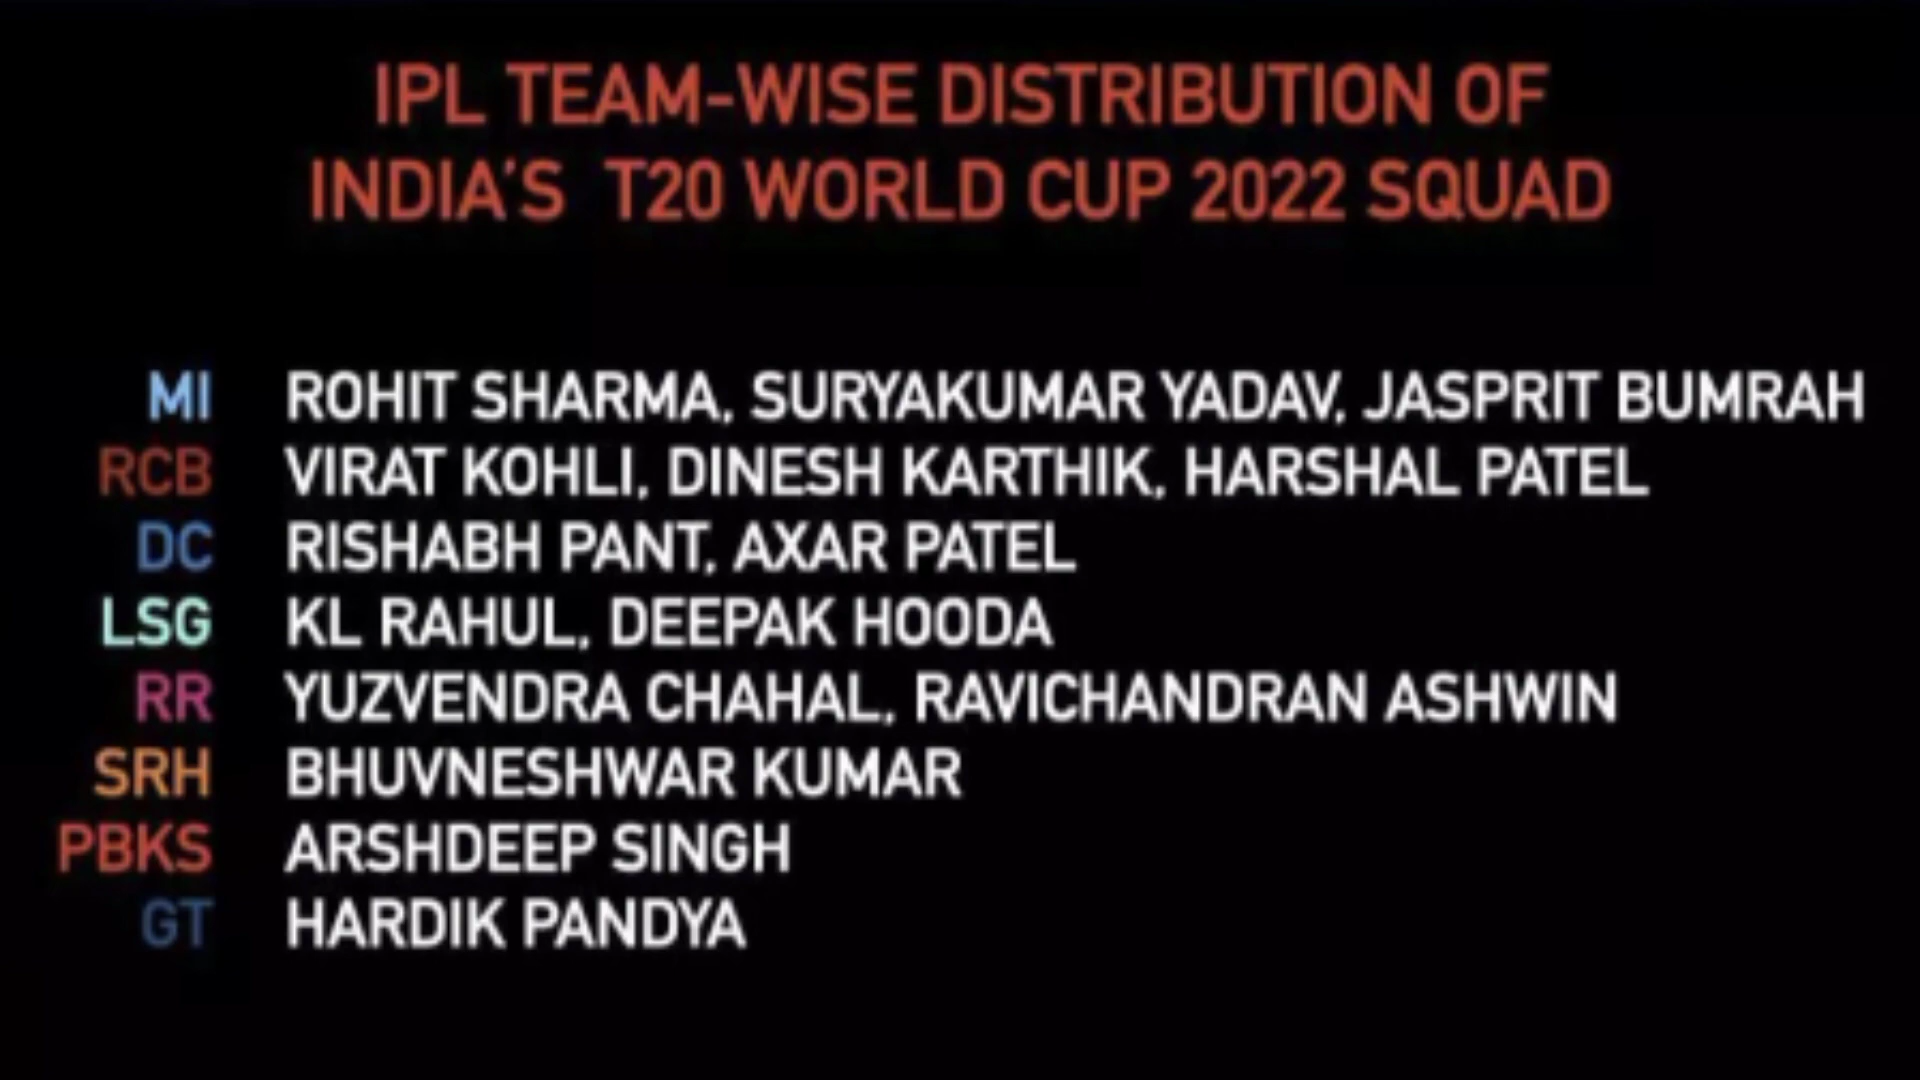 IPL TEAM-WISE DISTRIBUTION OF
INDIA'S T20 WORLD CUP 2022 SQUAD
MI ROHIT SHARMA, SURYAKUMAR YADAV, JASPRIT BUMRAH
RCB VIRAT KOHLI, DINESH KARTHIK, HARSHAL PATEL
DC RISHABH PANT, AXAR PATEL
LSG KL RAHUL, DEEPAK HOODA
RR YUZVENDRA CHAHAL, RAVICHANDRAN ASHWIN
SRH BHUVNESHWAR KUMAR
PBKS ARSHDEEP SINGH
GT HARDIK PANDYA